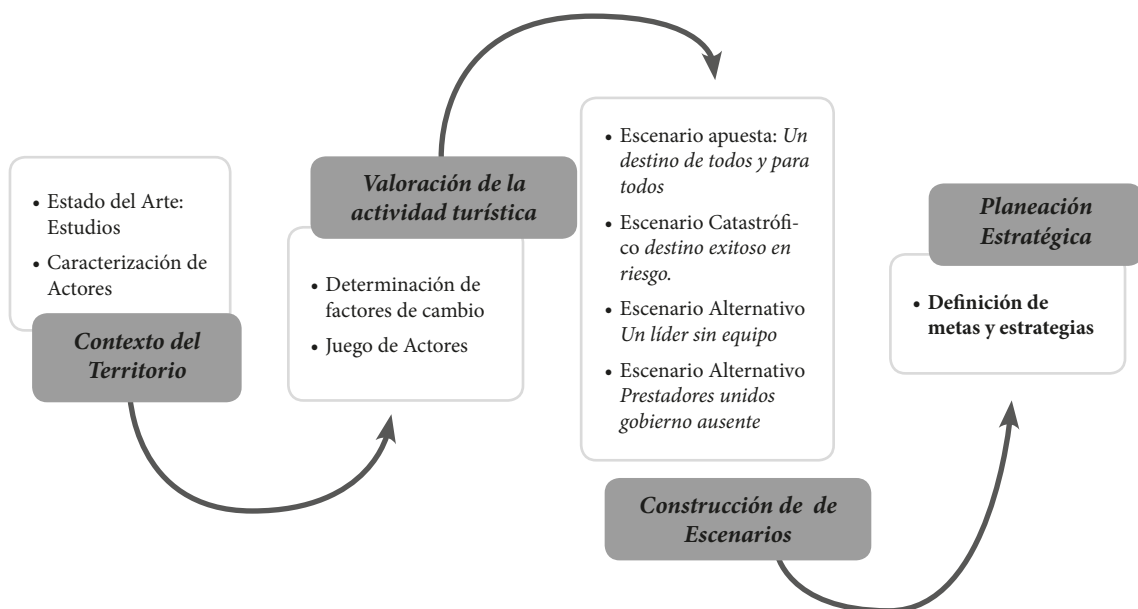 • Estado del Arte:
Estudios
• Caracterización de
Actores
Contexto del
Territorio
Valoración de la
actividad turística
• Determinación de
factores de cambio
• Juego de Actores
• Escenario apuesta: Un
destino de todos y para
todos
• Escenario Catastrófi-
co destino exitoso en
riesgo.
• Escenario Alternativo
Un líder sin equipo
• Escenario Alternativo
Prestadores unidos
gobierno ausente
Construcción de de
Escenarios
Planeación
Estratégica
• Definición de
metas y estrategias